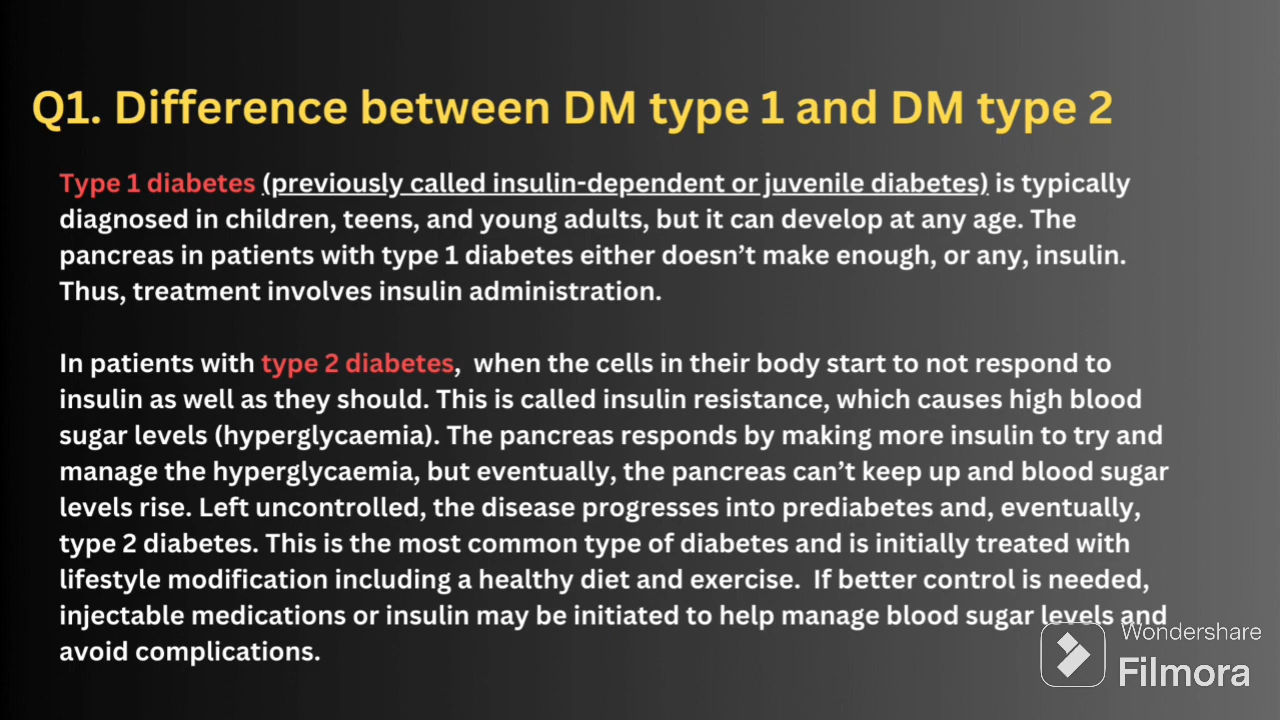 Q1. Difference between DM type 1 and DM type 2
Type 1 diabetes (previously called insulin-dependent or juvenile diabetes) is typically
diagnosed in children, teens, and young adults, but it can develop at any age. The
pancreas in patients with type 1 diabetes either doesn’t make enough, or any, insulin.
Thus, treatment involves insulin administration.
In patients with type 2 diabetes,  when the cells in their body start to not respond to
insulin as well as they should. This is called insulin resistance, which causes high blood
sugar levels (hyperglycaemia). The pancreas responds by making more insulin to try and
manage the hyperglycaemia, but eventually, the pancreas can’t keep up and blood sugar
levels rise. Left uncontrolled, the disease progresses into prediabetes and, eventually,
type 2 diabetes. This is the most common type of diabetes and is initially treated with
lifestyle modification including a healthy diet and exercise.  If better control is needed,
injectable medications or insulin may be initiated to help manage blood sugar levels and
avoid complications.
Wondershare
Filmora